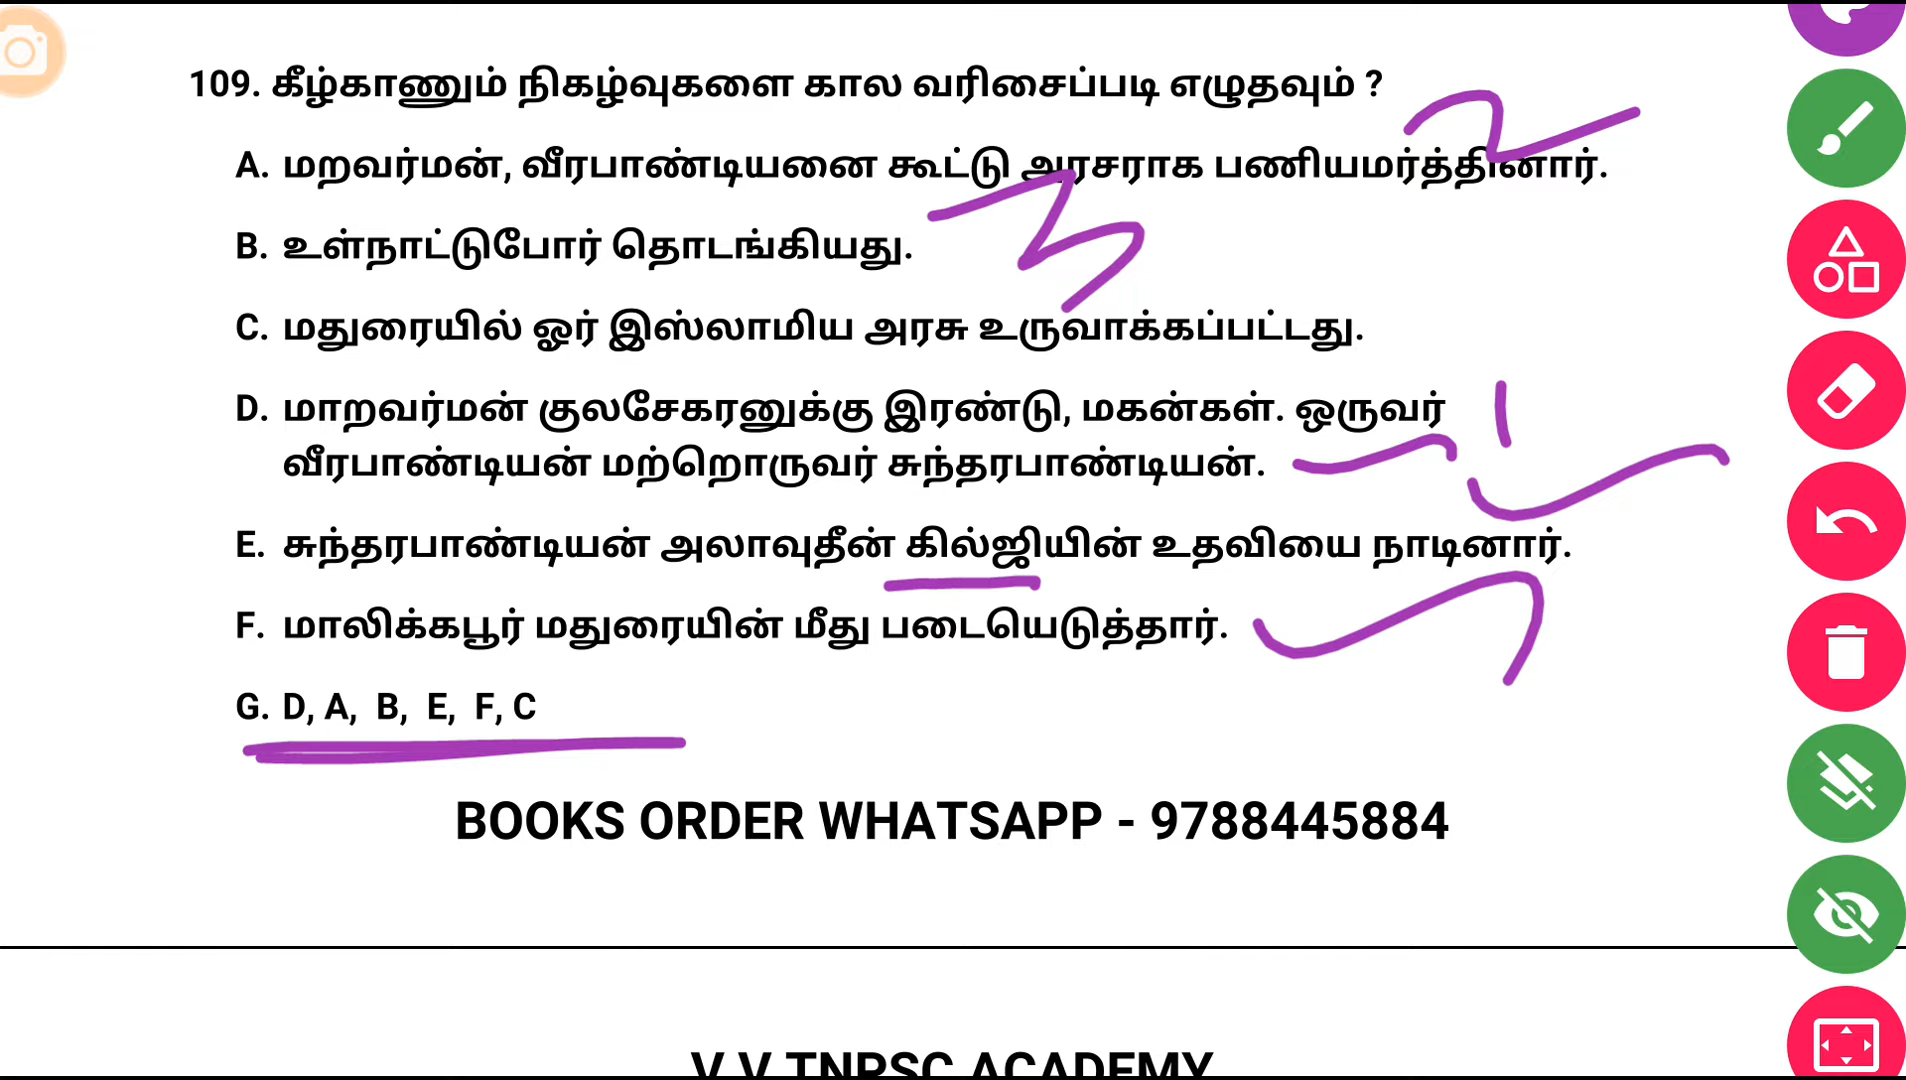 109. கீழ்காணும் நிகழ்வுகளை கால வரிசைப்படி எழுதவும் ?
A. மறவர்மன், வீரபாண்டியனை கூட்டு அரசராக பணியமர்த்தினார்.
B. உள்நாட்டுபோர் தொடங்கியது.
C. மதுரையில் ஓர் இஸ்லாமிய அரசு உருவாக்கப்பட்டது.
D. மாறவர்மன் குலசேகரனுக்கு இரண்டு, மகன்கள். ஒருவர்
வீரபாண்டியன் மற்றொருவர் சுந்தரபாண்டியன்.
E. சுந்தரபாண்டியன் அலாவுதீன் கில்ஜியின் உதவியை நாடினார்.
F. மாலிக்கபூர் மதுரையின் மீது படையெடுத்தார்.
G. D, A, B, E, F, C
BOOKS ORDER WHATSAPP - 9788445884
V V TNPSC ACADEMY